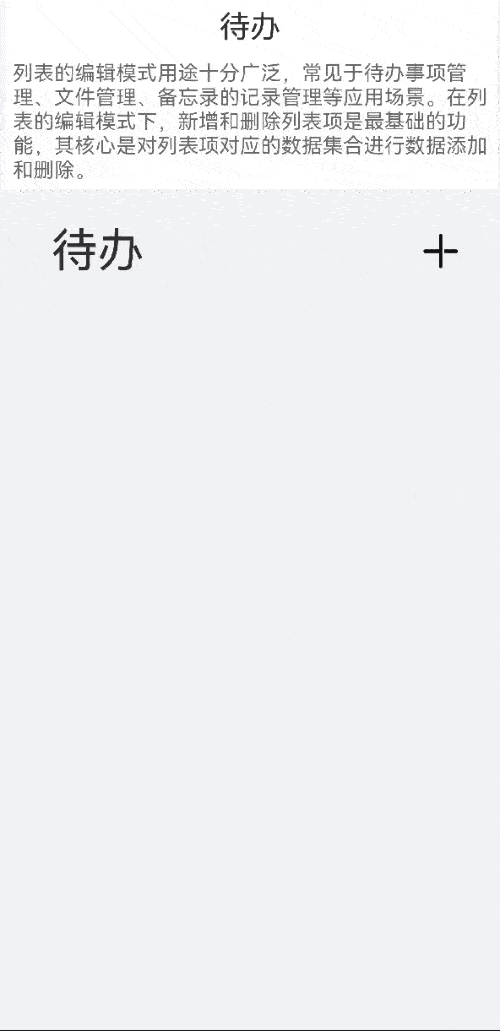 待办
列表的编辑模式用途十分广泛，常见于待办事项管
理、文件管理、备忘录的记录管理等应用场景。在列
表的编辑模式下，新增和删除列表项是最基础的功
能，其核心是对列表项对应的数据集合进行数据添加
和删除。
待办